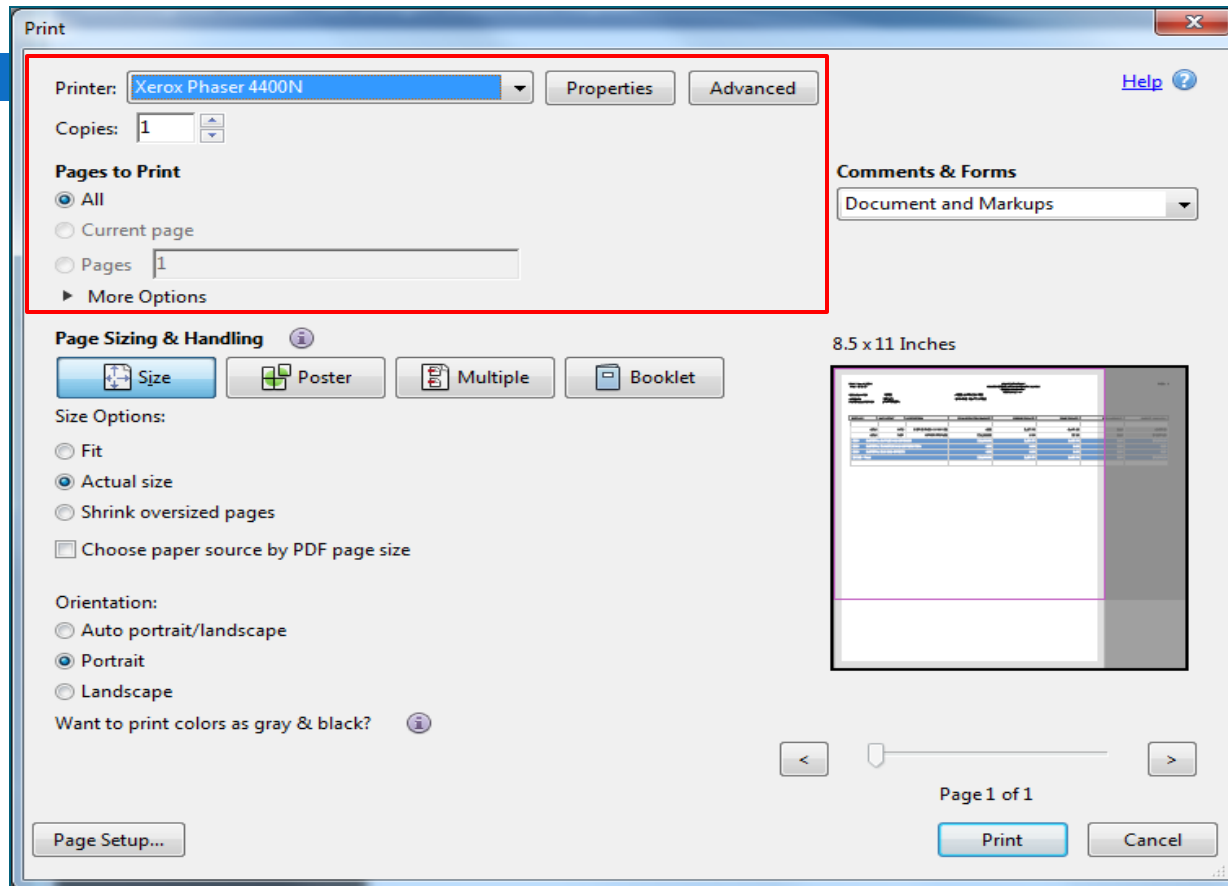 Print
Printer: Xerox Phaser 4400N Properties Advanced Help
Copies: 1
Pages to Print
All
Current page
Pages 1
More Options
Comments & Forms
Document and Markups
Page Sizing & Handling
Size Poster Multiple Booklet
Size Options:
Fit
Actual size
Shrink oversized pages
Choose paper source by PDF page size
Orientation:
Auto portrait/landscape
Portrait
Landscape
Want to print colors as gray & black?
8.5 x 11 Inches
< >
Page 1 of 1
Page Setup... Print Cancel